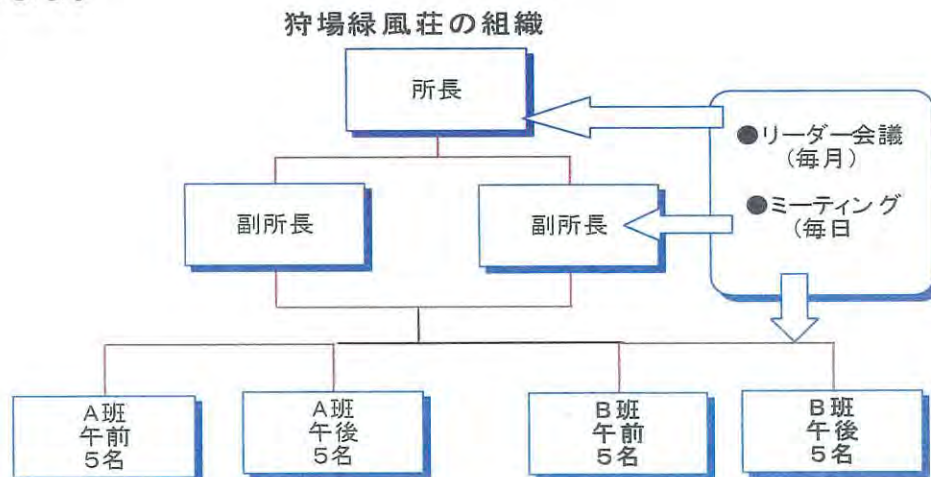 狩場緑風荘の組織
所長
●リーダー会議
(毎月)
●ミーティング
(毎日
副所長
副所長
A班
午前
5名
A班
午後
5名
B班
午前
5名
B班
午後
5名